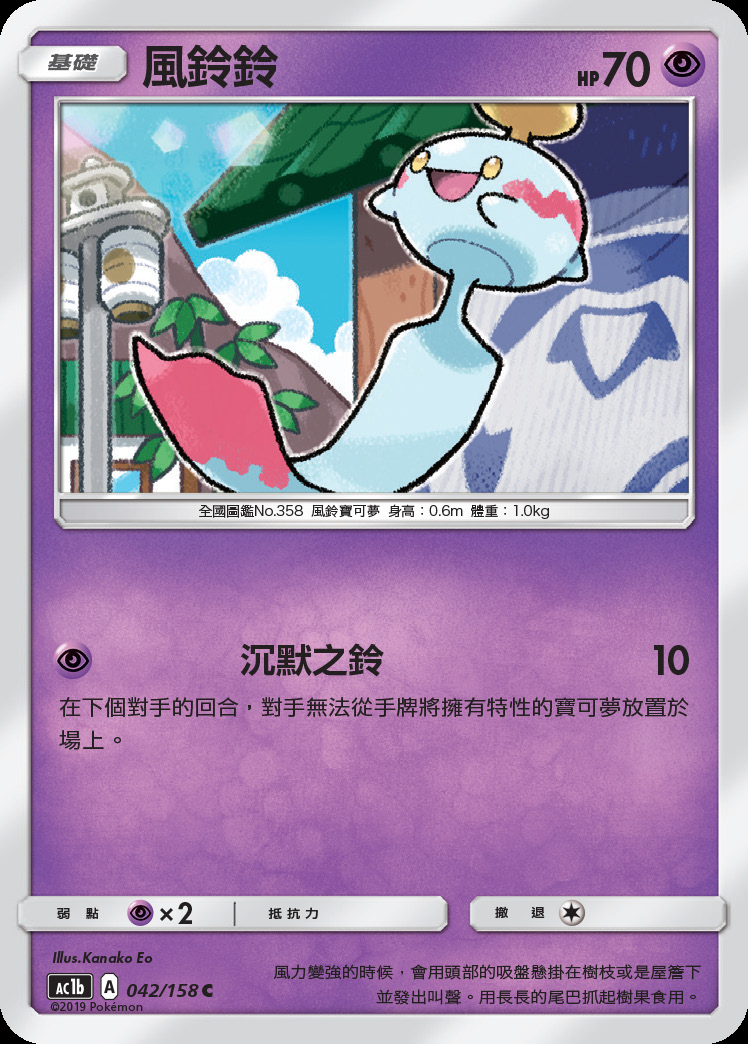 基礎 風鈴鈴 HP70
全國圖鑑No.358 風鈴寶可夢 身高：0.6m 體重：1.0kg
沉默之鈴 10
在下個對手的回合，對手無法從手牌將擁有特性的寶可夢放置於
場上。
弱點 ×2 抵抗力 撤退
Illus.Kanako Eo
AC1b A 042/158 C
©2019 Pokémon
風力變強的時候，會用頭部的吸盤懸掛在樹枝或是屋簷下
並發出叫聲。用長長的尾巴抓起樹果食用。